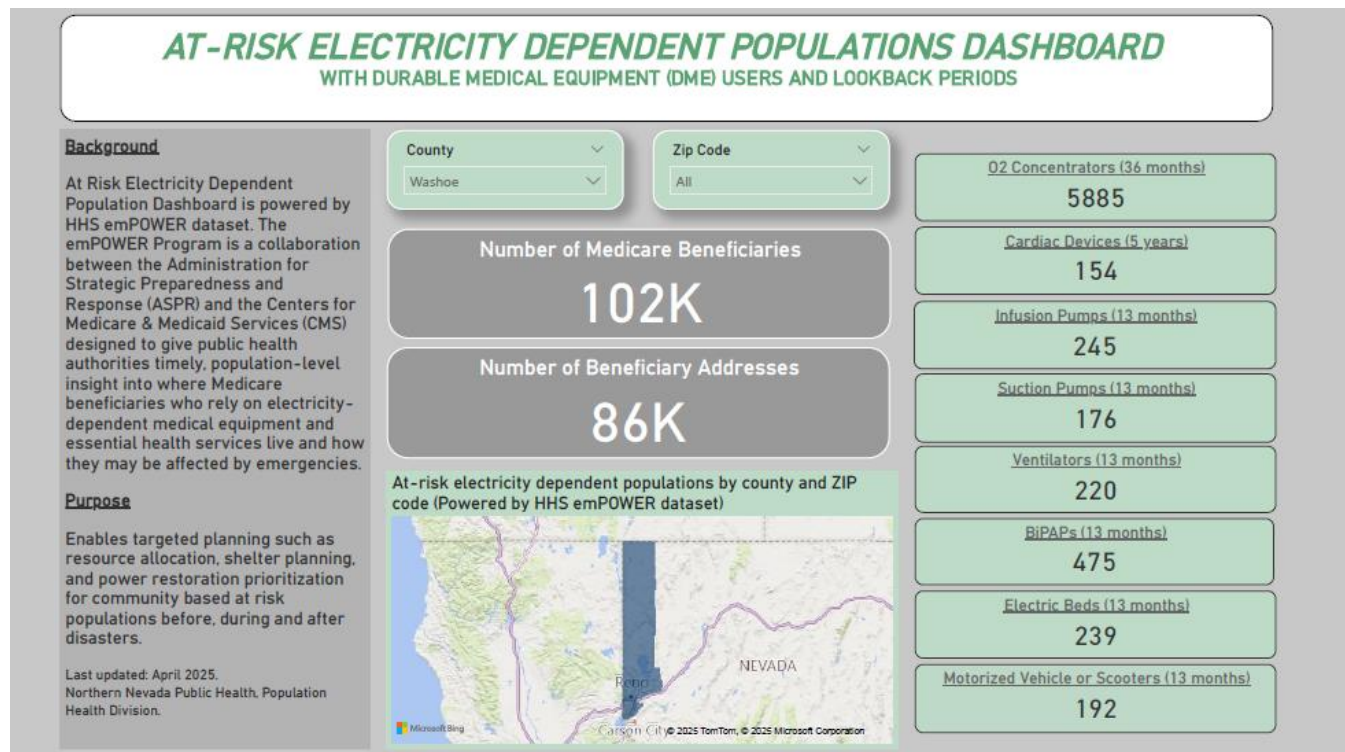 AT-RISK ELECTRICITY DEPENDENT POPULATIONS DASHBOARD
WITH DURABLE MEDICAL EQUIPMENT (DME) USERS AND LOOKBACK PERIODS
Background
At Risk Electricity Dependent
Population Dashboard is powered by
HHS emPOWER dataset. The
emPOWER Program is a collaboration
between the Administration for
Strategic Preparedness and
Response (ASPR) and the Centers for
Medicare & Medicaid Services (CMS)
designed to give public health
authorities timely, population-level
insight into where Medicare
beneficiaries who rely on electricity-
dependent medical equipment and
essential health services live and how
they may be affected by emergencies.
Purpose
Enables targeted planning such as
resource allocation, shelter planning,
and power restoration prioritization
for community based at risk
populations before, during and after
disasters.
Last updated: April 2025.
Northern Nevada Public Health, Population
Health Division.
County
Washoe
Zip Code
All
Number of Medicare Beneficiaries
102K
Number of Beneficiary Addresses
86K
At-risk electricity dependent populations by county and ZIP
code (Powered by HHS emPOWER dataset)
NEVADA
Reno
Carson City
Microsoft Bing
© 2025 TomTom, © 2025 Microsoft Corporation
O2 Concentrators (36 months)
5885
Cardiac Devices (5 years)
154
Infusion Pumps (13 months)
245
Suction Pumps (13 months)
176
Ventilators (13 months)
220
BiPAPs (13 months)
475
Electric Beds (13 months)
239
Motorized Vehicle or Scooters (13 months)
192